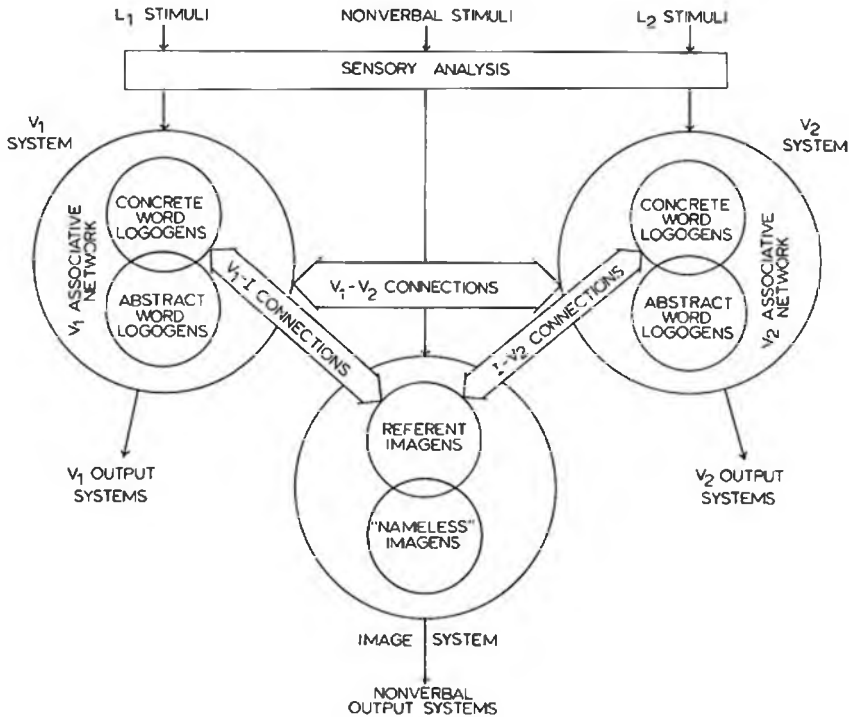 L₁ STIMULI
NONVERBAL STIMULI
L₂ STIMULI
SENSORY ANALYSIS
V₁
SYSTEM
V₂
SYSTEM
V₁ ASSOCIATIVE
NETWORK
CONCRETE
WORD
LOGOGENS
ABSTRACT
WORD
LOGOGENS
V₁-I CONNECTIONS
V₁-V₂ CONNECTIONS
I-V₂ CONNECTIONS
CONCRETE
WORD
LOGOGENS
ABSTRACT
WORD
LOGOGENS
V₂ ASSOCIATIVE
NETWORK
REFERENT
IMAGENS
"NAMELESS"
IMAGENS
V₁ OUTPUT
SYSTEMS
V₂ OUTPUT
SYSTEMS
IMAGE SYSTEM
NONVERBAL
OUTPUT SYSTEMS